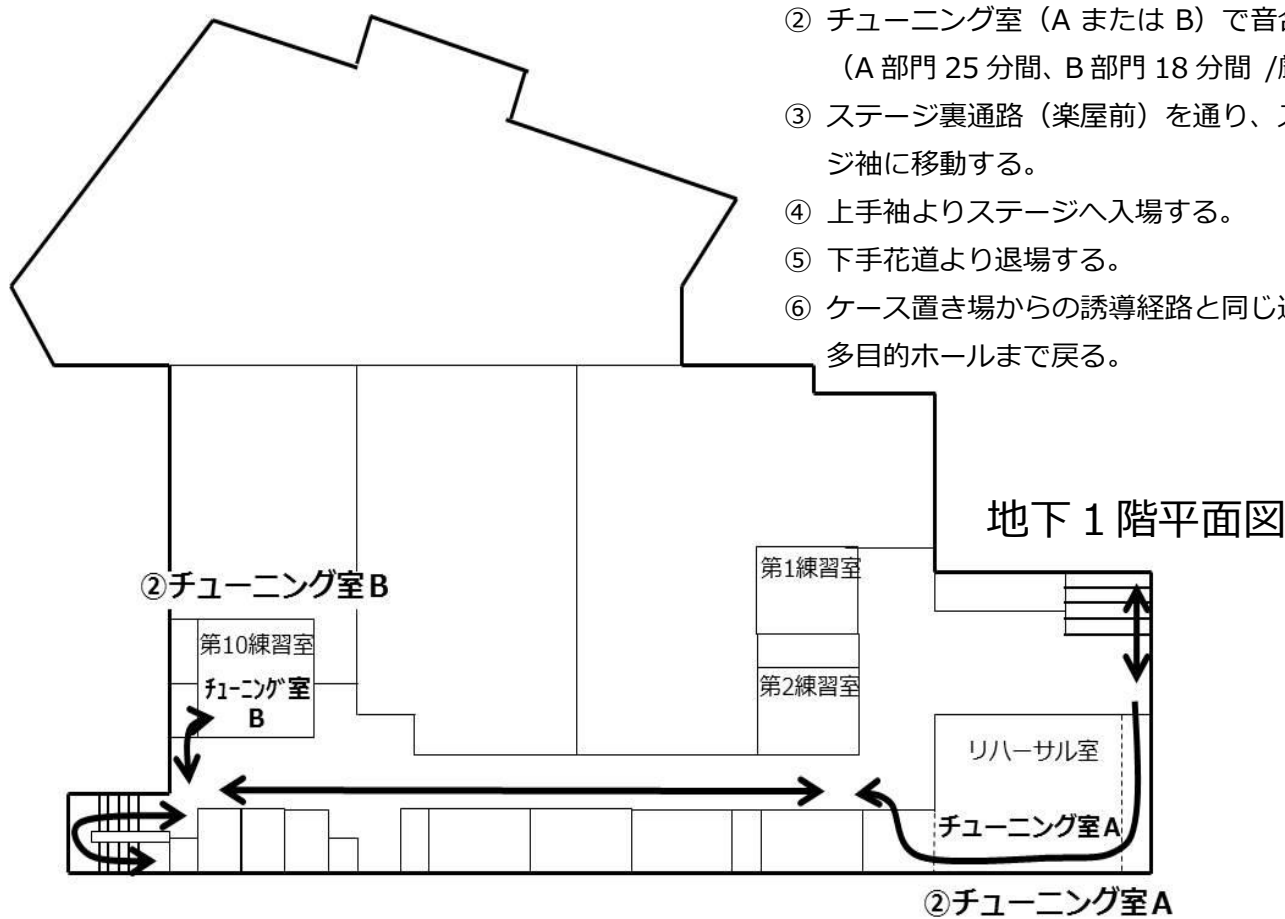 ② チューニング室（A または B）で音合
（A 部門 25 分間、B 部門 18 分間 /
③ ステージ裏通路（楽屋前）を通り、ス
ジ袖に移動する。
④ 上手袖よりステージへ入場する。
⑤ 下手花道より退場する。
⑥ ケース置き場からの誘導経路と同じ
多目的ホールまで戻る。
地下１階平面図
②チューニング室B
第10練習室
ﾁｭｰﾆﾝｸﾞ室
B
第1練習室
第2練習室
リハーサル室
チューニング室A
②チューニング室A